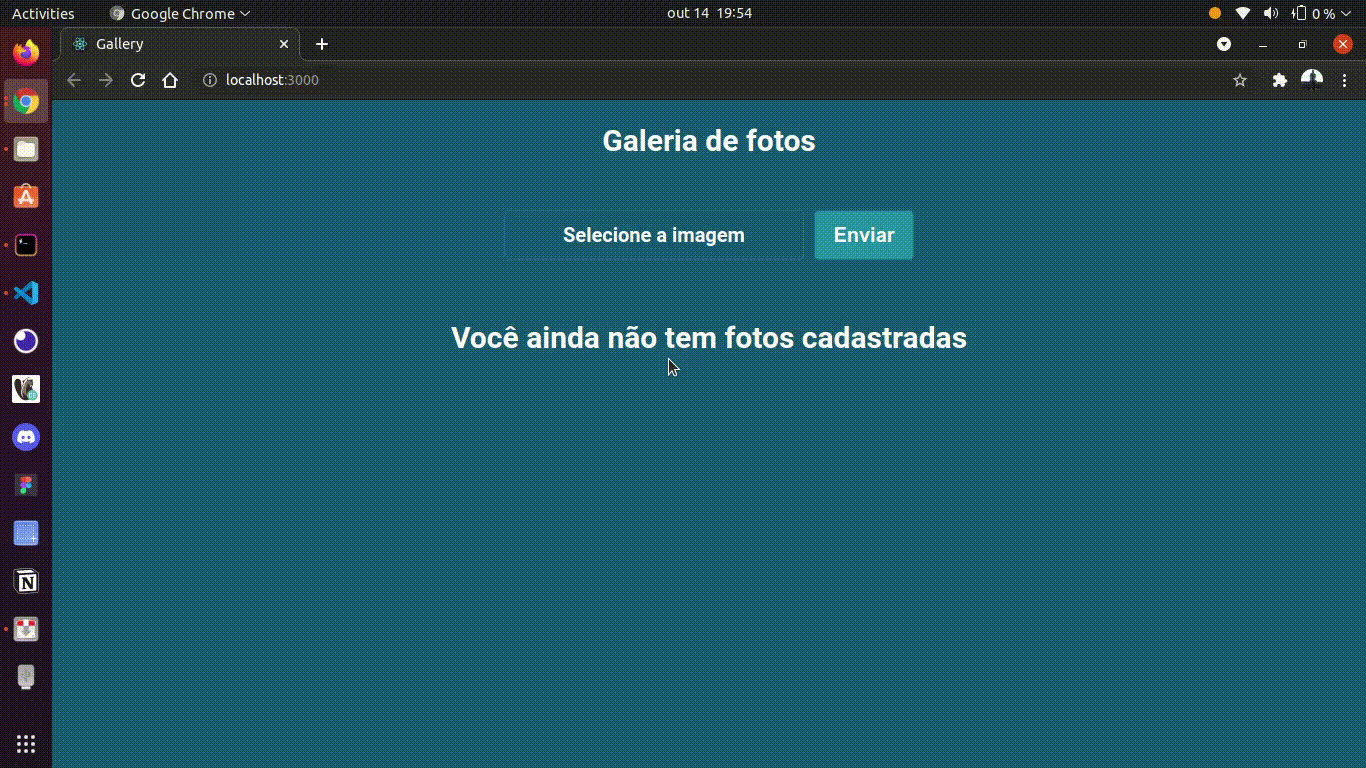 Activities Google Chrome out 14 19:54 0 %
Gallery
localhost:3000
Galeria de fotos
Selecione a imagem Enviar
Você ainda não tem fotos cadastradas